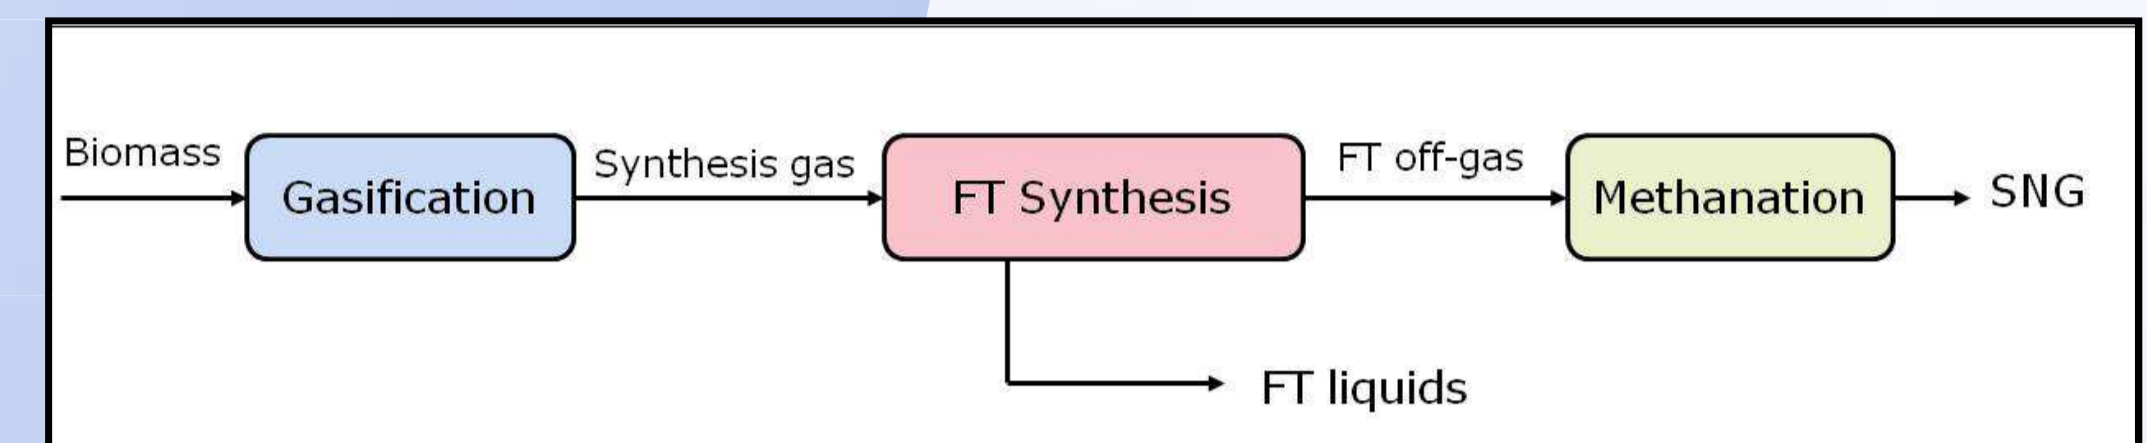 Biomass
Gasification
Synthesis gas
FT Synthesis
FT off-gas
Methanation
SNG
FT liquids